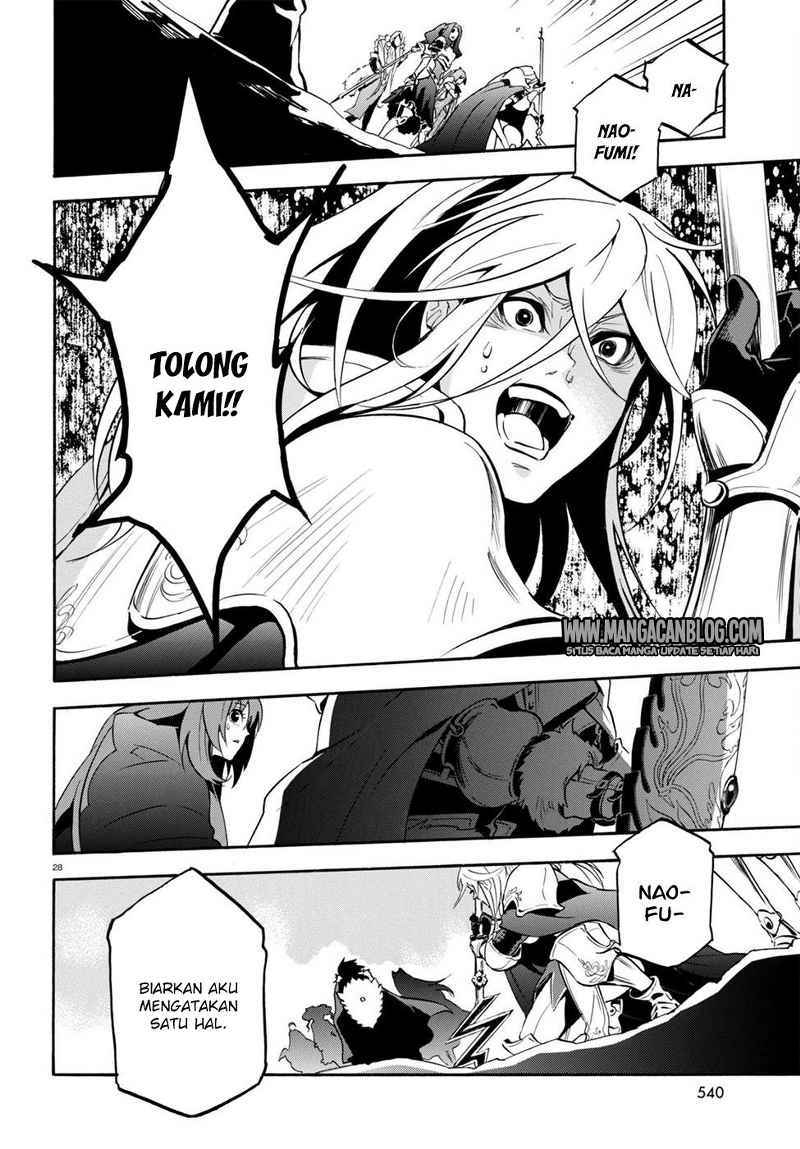 NA-
NAO-
FUMI!
TOLONG
KAMI!!
WWW.MANGACANBLOG.COM
SITUS BACA MANGA UPDATE SETIAP HARI
28
NAO-
FU-
BIARKAN AKU
MENGATAKAN
SATU HAL.
540